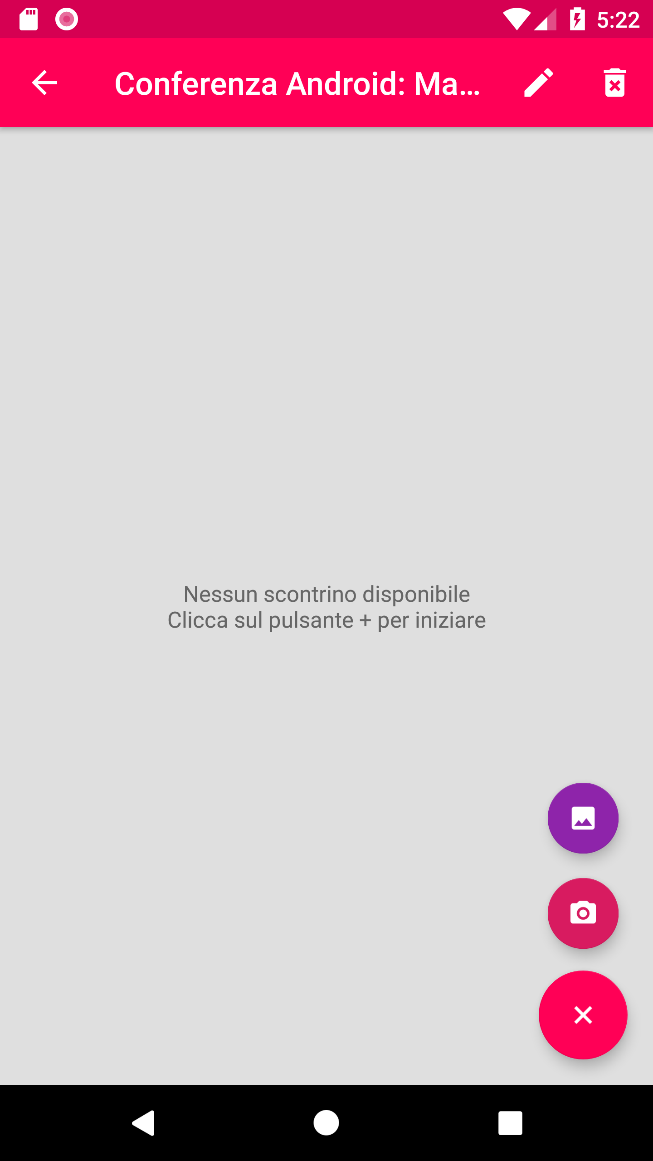 5:22
Conferenza Android: Ma...
Nessun scontrino disponibile
Clicca sul pulsante + per iniziare